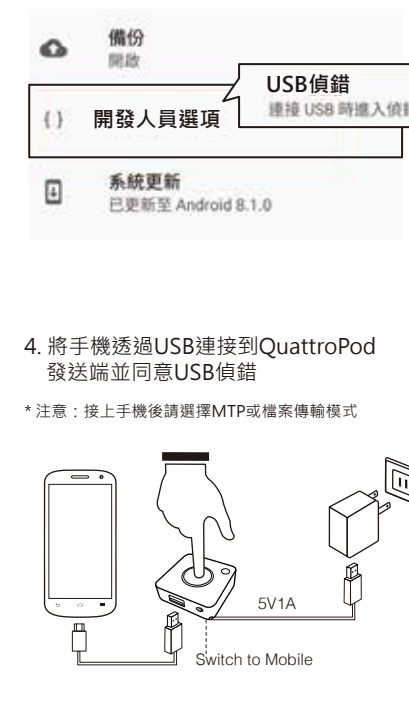 備份
開啟
USB偵錯
連接 USB 時進入偵
{ } 開發人員選項
系統更新
已更新至 Android 8.1.0
4. 將手機透過USB連接到QuattroPod
發送端並同意USB偵錯
* 注意：接上手機後請選擇MTP或檔案傳輸模式
5V1A
Switch to Mobile